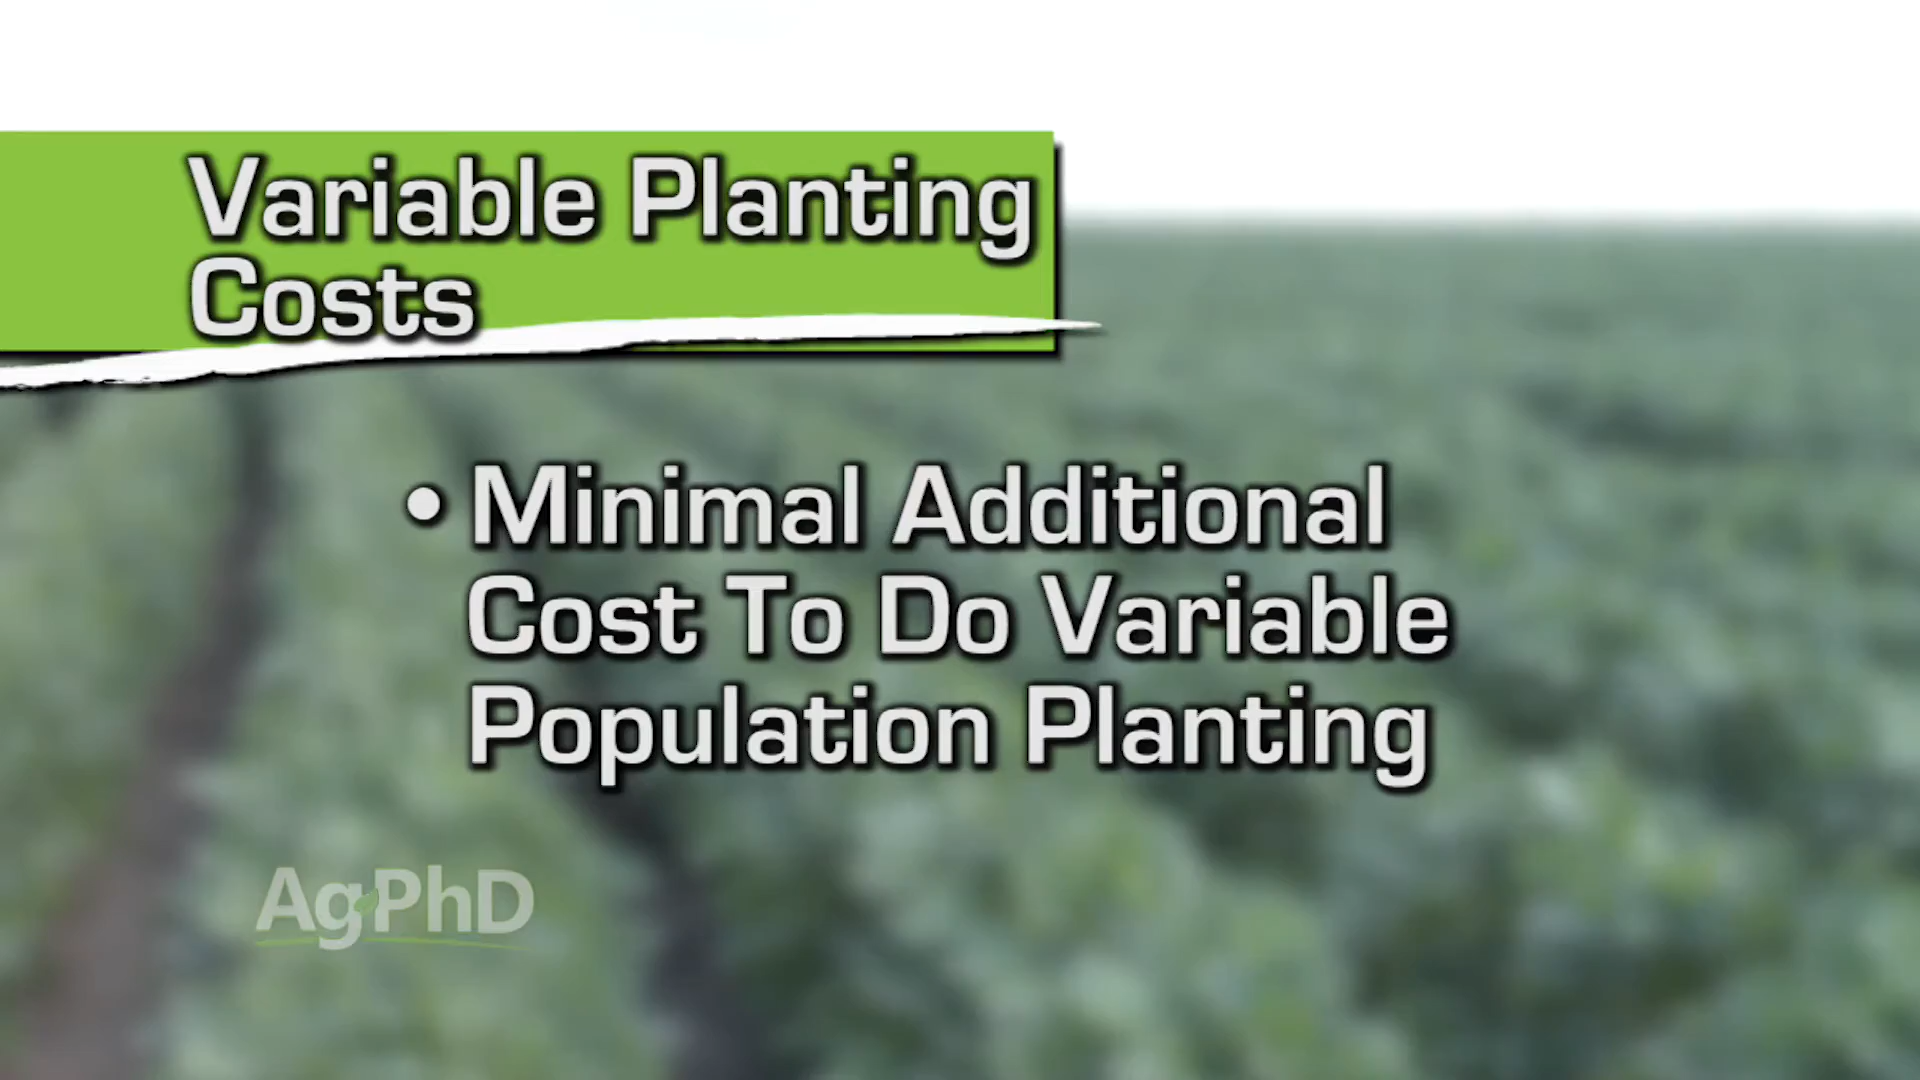 Variable Planting
Costs
• Minimal Additional
Cost To Do Variable
Population Planting
AgPhD